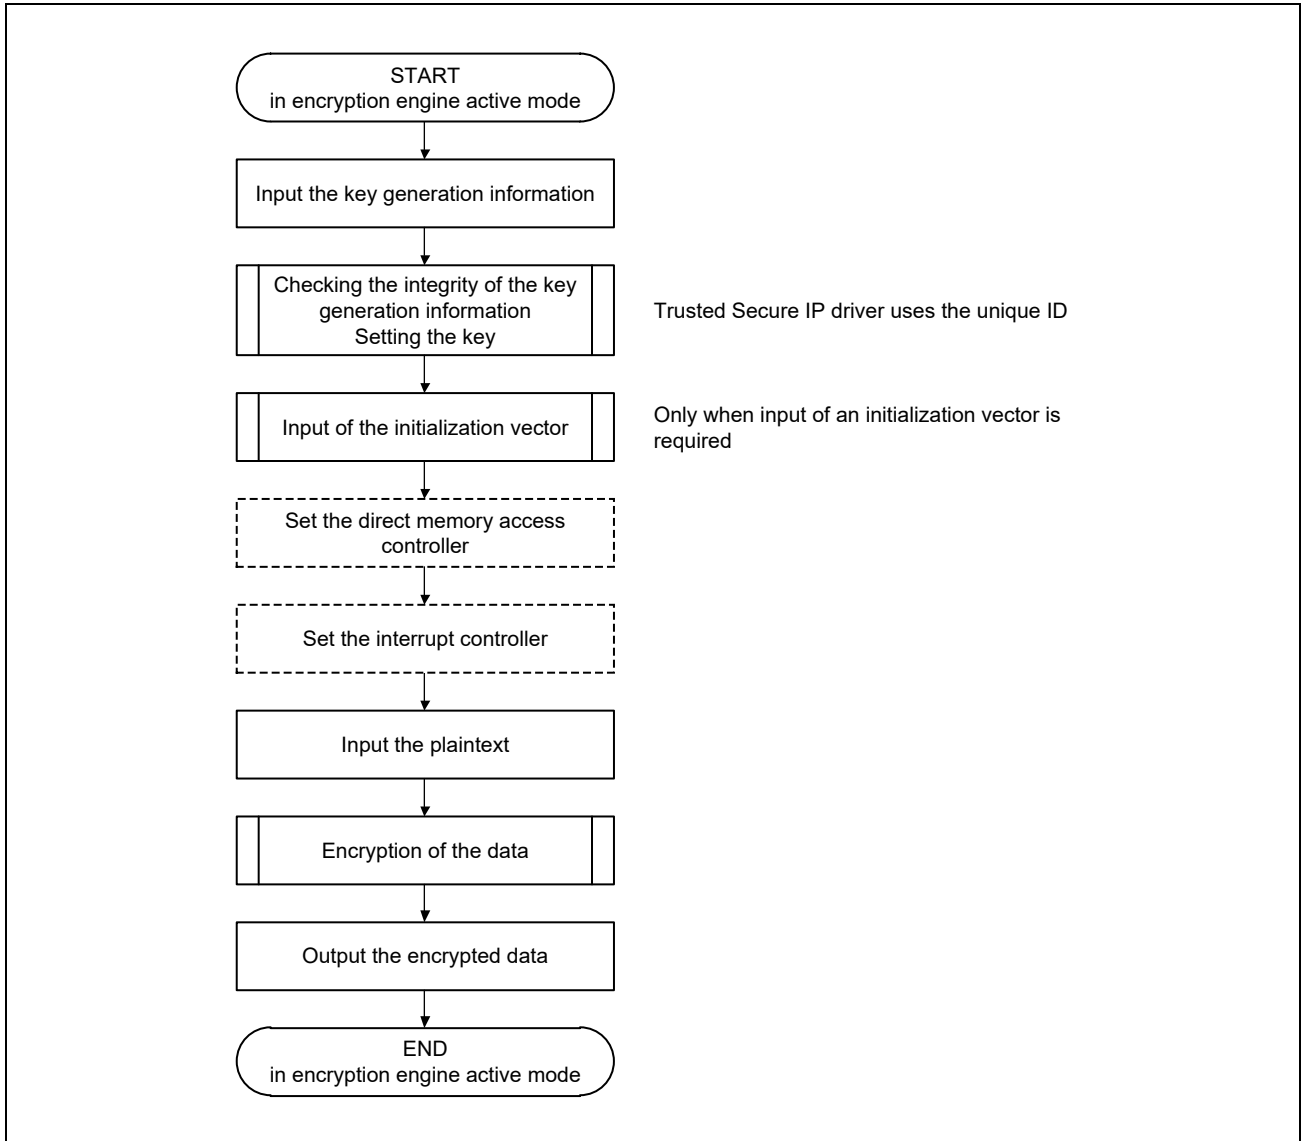 START
in encryption engine active mode
Input the key generation information
Checking the integrity of the key
generation information
Setting the key
Trusted Secure IP driver uses the unique ID
Input of the initialization vector
Only when input of an initialization vector is
required
Set the direct memory access
controller
Set the interrupt controller
Input the plaintext
Encryption of the data
Output the encrypted data
END
in encryption engine active mode